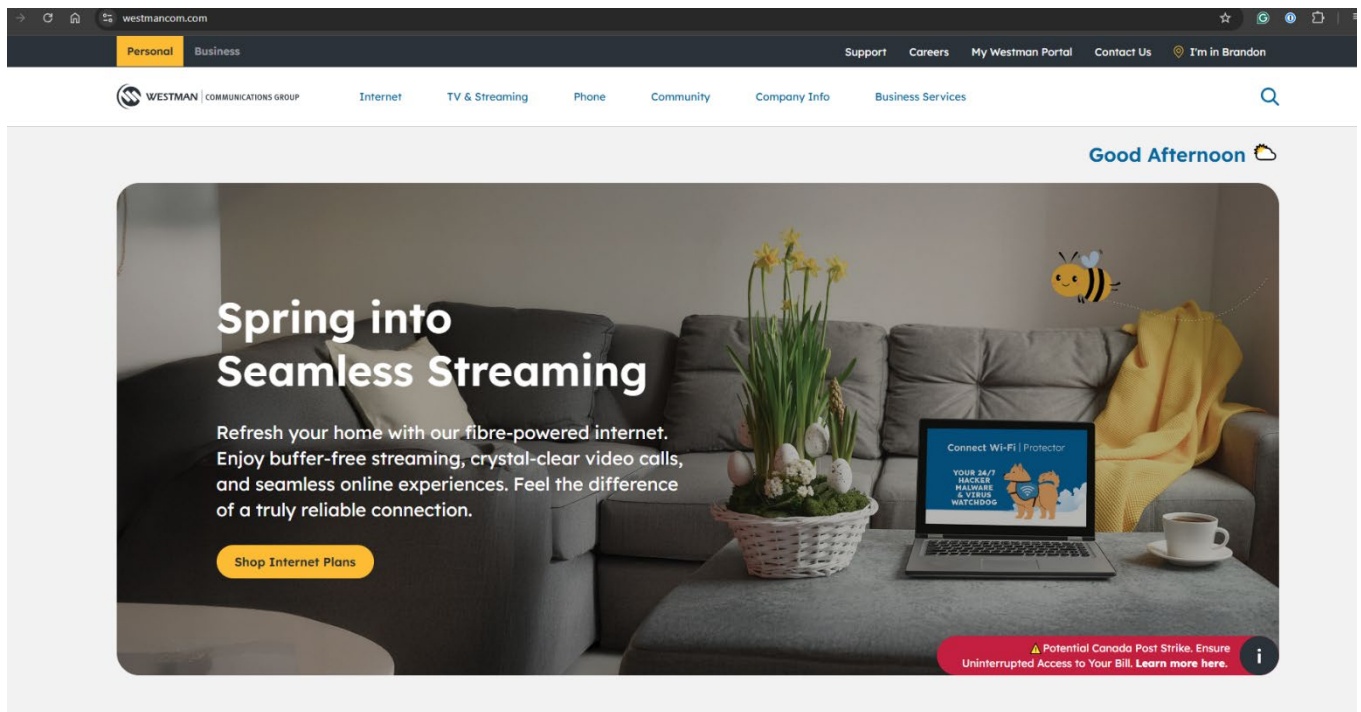 westmancom.com
Personal
Business
Support
Careers
My Westman Portal
Contact Us
I'm in Brandon
WESTMAN | COMMUNICATIONS GROUP
Internet
TV & Streaming
Phone
Community
Company Info
Business Services
Good Afternoon
Spring into
Seamless Streaming
Refresh your home with our fibre-powered internet.
Enjoy buffer-free streaming, crystal-clear video calls,
and seamless online experiences. Feel the difference
of a truly reliable connection.
Shop Internet Plans
Connect Wi-Fi | Protector
YOUR 24/7
HACKER
MALWARE
& VIRUS
WATCHDOG
⚠ Potential Canada Post Strike. Ensure
Uninterrupted Access to Your Bill. Learn more here.
i